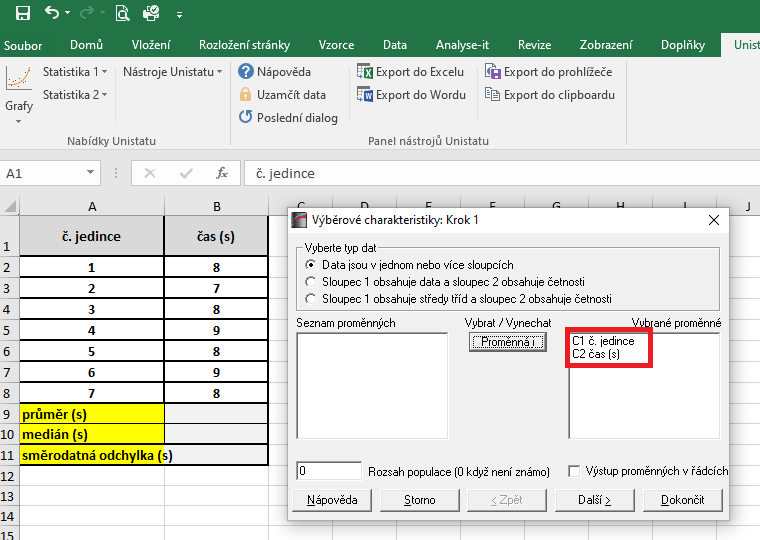 Soubor Domů Vložení Rozložení stránky Vzorce Data Analyse-it Revize Zobrazení Doplňky Unist
Grafy
Statistika 1
Statistika 2
Nástroje Unistatu
Nabídky Unistatu
Nápověda
Uzamčít data
Poslední dialog
Export do Excelu
Export do Wordu
Export do prohlížeče
Export do clipboardu
Panel nástrojů Unistatu
A1 fx č. jedince
A B C D E F G H I J
1 č. jedince čas (s)
2 1 8
3 2 7
4 3 8
5 4 9
6 5 8
7 6 9
8 7 8
9 průměr (s)
10 medián (s)
11 směrodatná odchylka (s)
12
13
14
15
Výběrové charakteristiky: Krok 1
Vyberte typ dat
Data jsou v jednom nebo více sloupcích
Sloupec 1 obsahuje data a sloupec 2 obsahuje četnosti
Sloupec 1 obsahuje středy tříd a sloupec 2 obsahuje četnosti
Seznam proměnných
Vybrat / Vynechat
Vybrané proměnné
Proměnná i
C1 č. jedince
C2 čas (s)
0 Rozsah populace (0 když není známo)
Výstup proměnných v řádcích
Nápověda Storno < Zpět Další > Dokončit